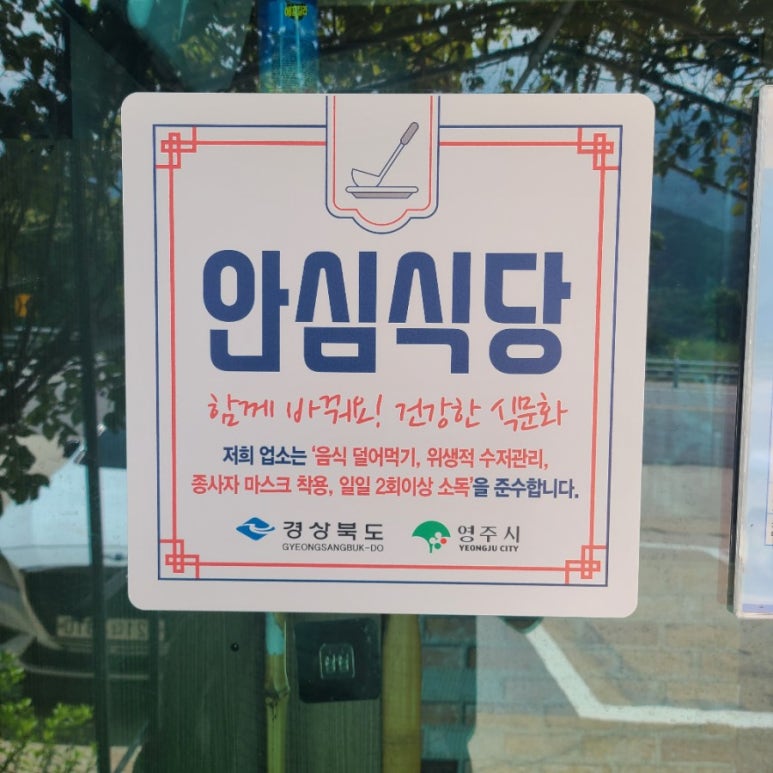 안심식당
함께 바꿔요! 건강한 식문화
저희 업소는 '음식 덜어먹기, 위생적 수저관리,
종사자 마스크 착용, 일일 2회이상 소독'을 준수합니다.
경상북도 영주시
GYEONGSANGBUK-DO YEONGJU CITY